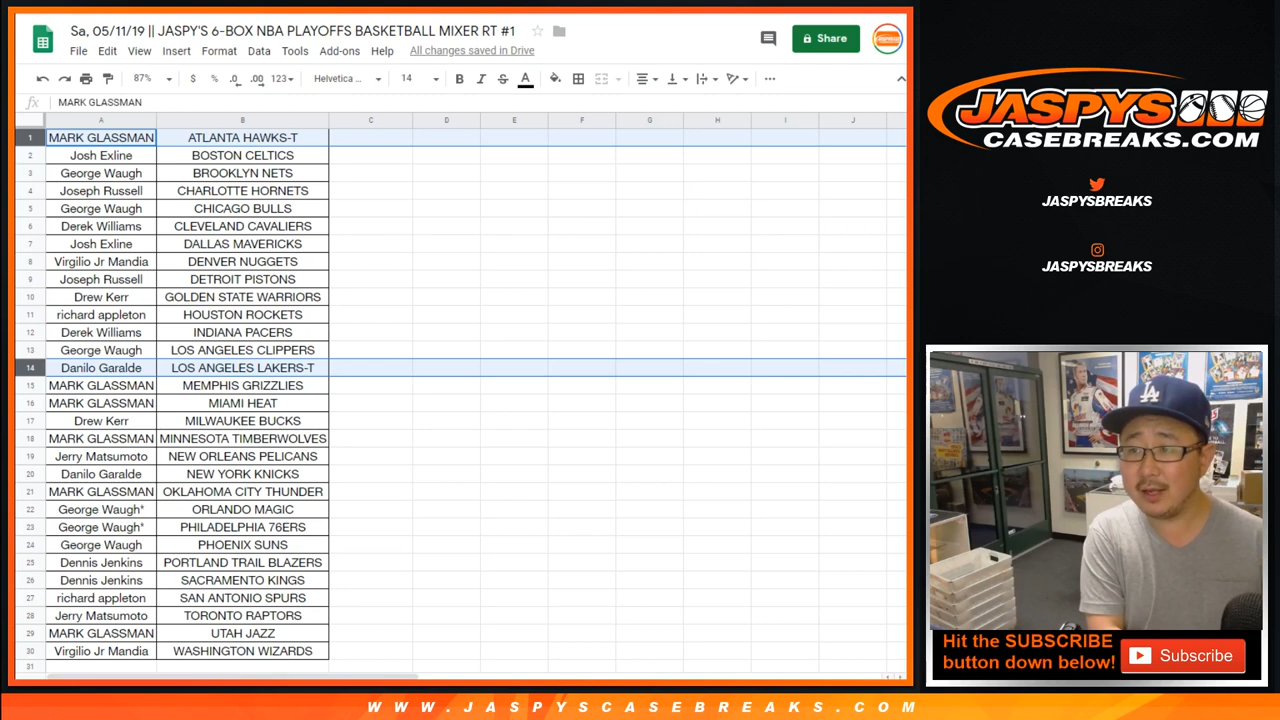 Sa, 05/11/19 || JASPY'S 6-BOX NBA PLAYOFFS BASKETBALL MIXER RT #1
File Edit View Insert Format Data Tools Add-ons Help All changes saved in Drive
Share
87% $ % .0 .00 123 Helvetica ... 14 B I S A
fx MARK GLASSMAN
A B C D E F G H I J
1 MARK GLASSMAN ATLANTA HAWKS-T
2 Josh Exline BOSTON CELTICS
3 George Waugh BROOKLYN NETS
4 Joseph Russell CHARLOTTE HORNETS
5 George Waugh CHICAGO BULLS
6 Derek Williams CLEVELAND CAVALIERS
7 Josh Exline DALLAS MAVERICKS
8 Virgilio Jr Mandia DENVER NUGGETS
9 Joseph Russell DETROIT PISTONS
10 Drew Kerr GOLDEN STATE WARRIORS
11 richard appleton HOUSTON ROCKETS
12 Derek Williams INDIANA PACERS
13 George Waugh LOS ANGELES CLIPPERS
14 Danilo Garalde LOS ANGELES LAKERS-T
15 MARK GLASSMAN MEMPHIS GRIZZLIES
16 MARK GLASSMAN MIAMI HEAT
17 Drew Kerr MILWAUKEE BUCKS
18 MARK GLASSMAN MINNESOTA TIMBERWOLVES
19 Jerry Matsumoto NEW ORLEANS PELICANS
20 Danilo Garalde NEW YORK KNICKS
21 MARK GLASSMAN OKLAHOMA CITY THUNDER
22 George Waugh* ORLANDO MAGIC
23 George Waugh* PHILADELPHIA 76ERS
24 George Waugh PHOENIX SUNS
25 Dennis Jenkins PORTLAND TRAIL BLAZERS
26 Dennis Jenkins SACRAMENTO KINGS
27 richard appleton SAN ANTONIO SPURS
28 Jerry Matsumoto TORONTO RAPTORS
29 MARK GLASSMAN UTAH JAZZ
30 Virgilio Jr Mandia WASHINGTON WIZARDS
31
JASPYS
CASEBREAKS.COM
JASPYSBREAKS
JASPYSBREAKS
LA
Hit the SUBSCRIBE
button down below!
Subscribe
WWW.JASPYSCASEBREAKS.COM